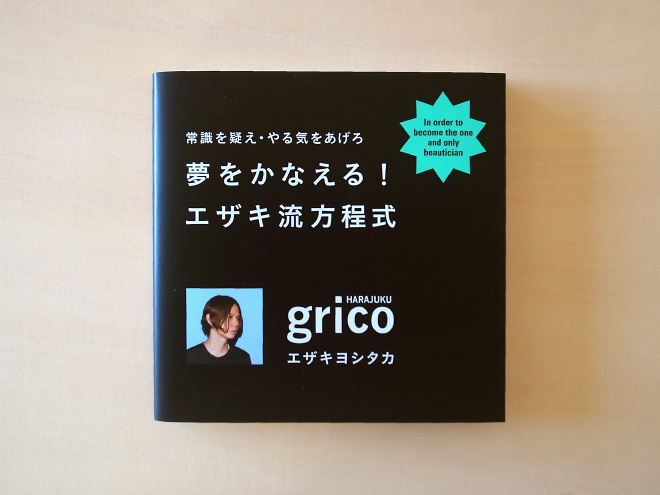 常識を疑え・やる気をあげろ
夢をかなえる！
エザキ流方程式
In order to
become the one
and only
beautician
HARAJUKU
grico
エザキヨシタカ